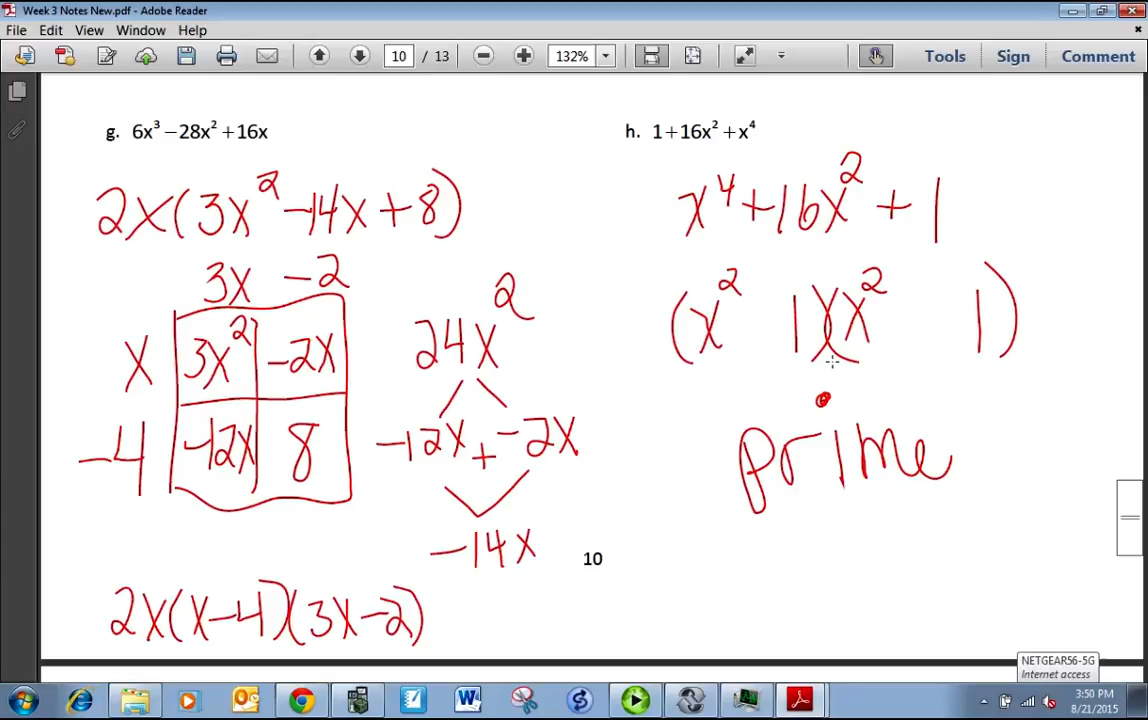 Week 3 Notes New.pdf - Adobe Reader
File Edit View Window Help
10 / 13 132% Tools Sign Comment
g. 6x³ −28x² +16x
2x(3x² −14x + 8)
3x −2
x 3x² −2x
−4 −12x 8
24x²
−12x + −2x
−14x
2x(x−4)(3x−2)
h. 1+16x² +x⁴
x⁴ +16x² + 1
(x² 1)(x² 1)
prime
10
NETGEAR56-5G
Internet access
3:50 PM
8/21/2015